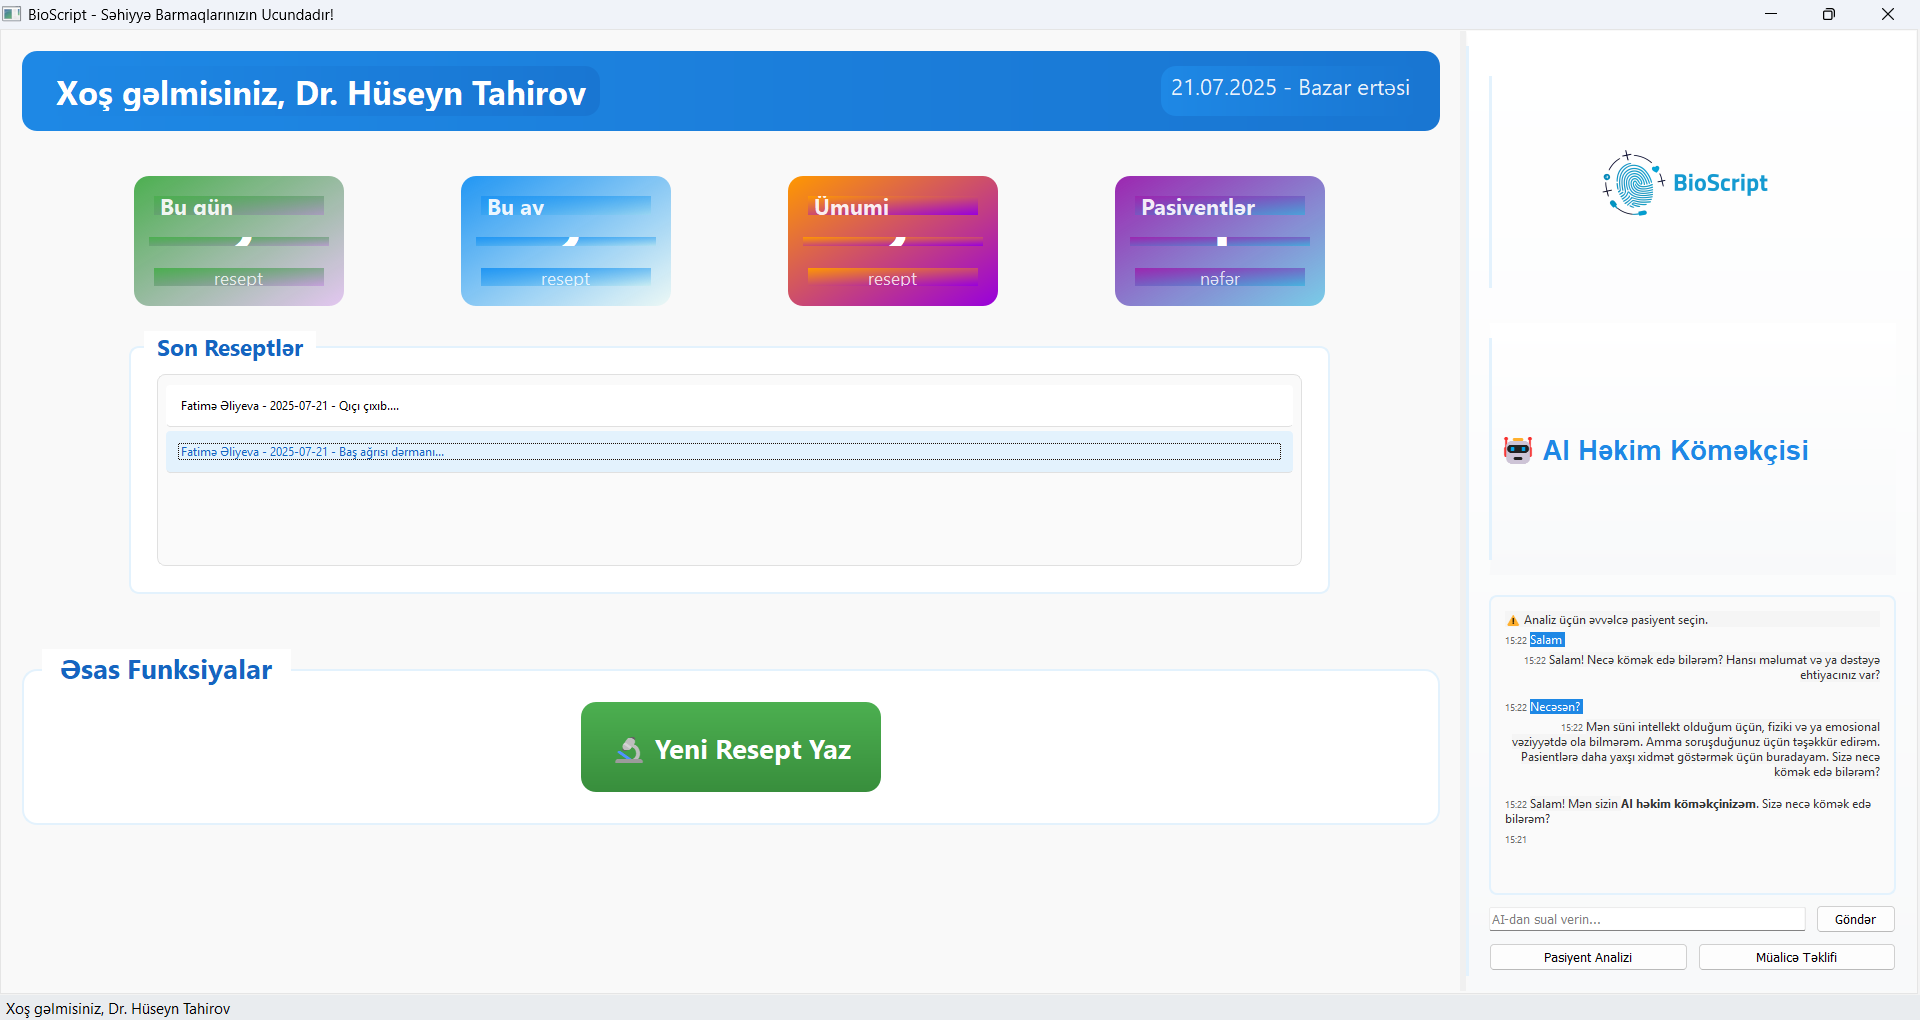 BioScript - Səhiyyə Barmaqlarınızın Ucundadır!
Xoş gəlmisiniz, Dr. Hüseyn Tahirov
21.07.2025 - Bazar ertəsi
Bu gün
resept
Bu ay
resept
Ümumi
resept
Pasiyentlər
nəfər
Son Reseptlər
Fatimə Əliyeva - 2025-07-21 - Qıçı çıxıb....
Fatimə Əliyeva - 2025-07-21 - Baş ağrısı dərmanı...
Əsas Funksiyalar
Yeni Resept Yaz
BioScript
AI Həkim Köməkçisi
Analiz üçün əvvəlcə pasiyent seçin.
15:22 Salam
15:22 Salam! Necə kömək edə bilərəm? Hansı məlumat və ya dəstəyə
ehtiyacınız var?
15:22 Necəsən?
15:22 Mən süni intellekt olduğum üçün, fiziki və ya emosional
vəziyyətdə ola bilmərəm. Amma soruşduğunuz üçün təşəkkür edirəm.
Pasientlərə daha yaxşı xidmət göstərmək üçün buradayam. Sizə necə
kömək edə bilərəm?
15:22 Salam! Mən sizin AI həkim köməkçinizəm. Sizə necə kömək edə
bilərəm?
15:21
AI-dan sual verin...
Göndər
Pasiyent Analizi
Müalicə Təklifi
Xoş gəlmisiniz, Dr. Hüseyn Tahirov